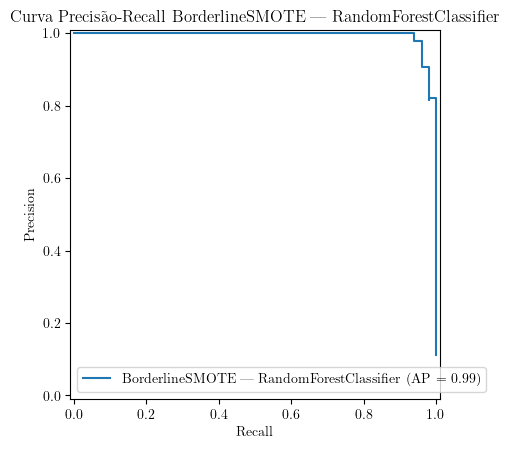 Curva Precisão-Recall BorderlineSMOTE — RandomForestClassifier
1.0
0.8
0.6
0.4
0.2
0.0
Precision
BorderlineSMOTE — RandomForestClassifier (AP = 0.99)
0.0 0.2 0.4 0.6 0.8 1.0
Recall